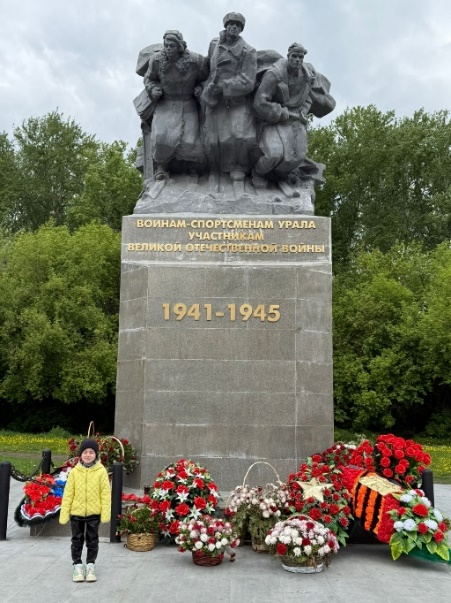 ВОИНАМ-СПОРТСМЕНАМ УРАЛА
УЧАСТНИКАМ
ВЕЛИКОЙ ОТЕЧЕСТВЕННОЙ ВОЙНЫ
1941-1945